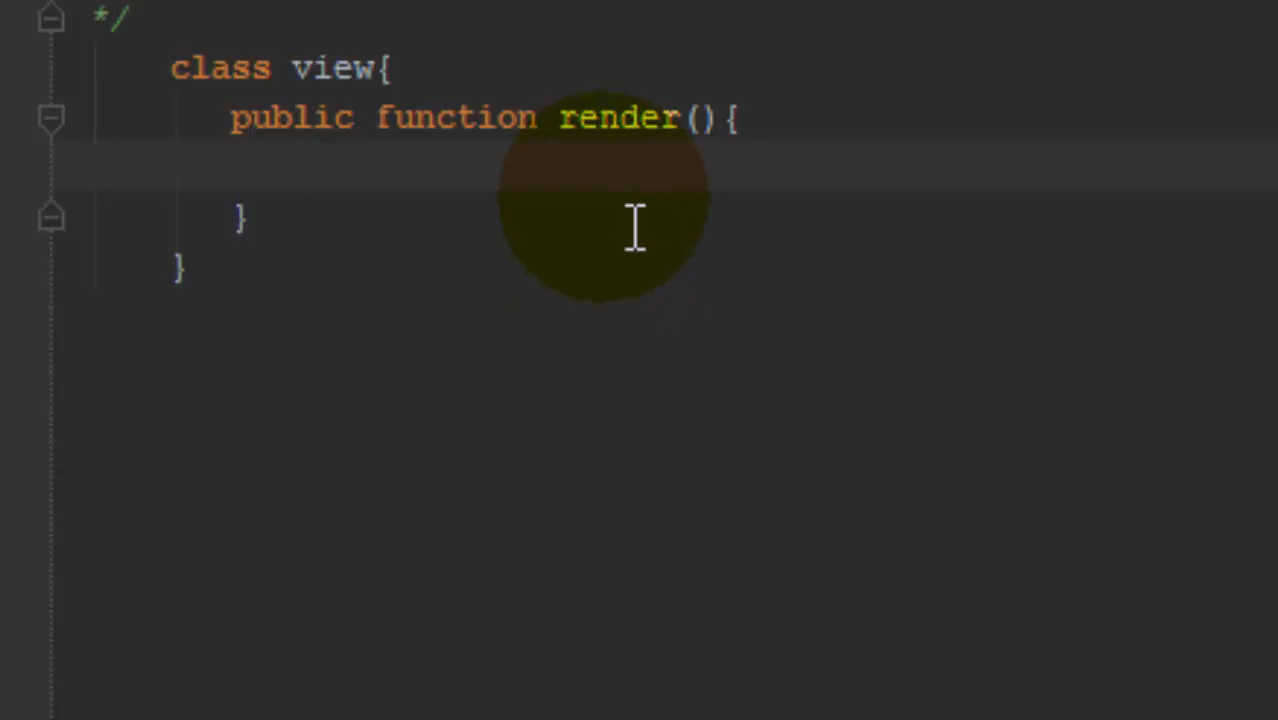 */
class view{
public function render(){
}
}